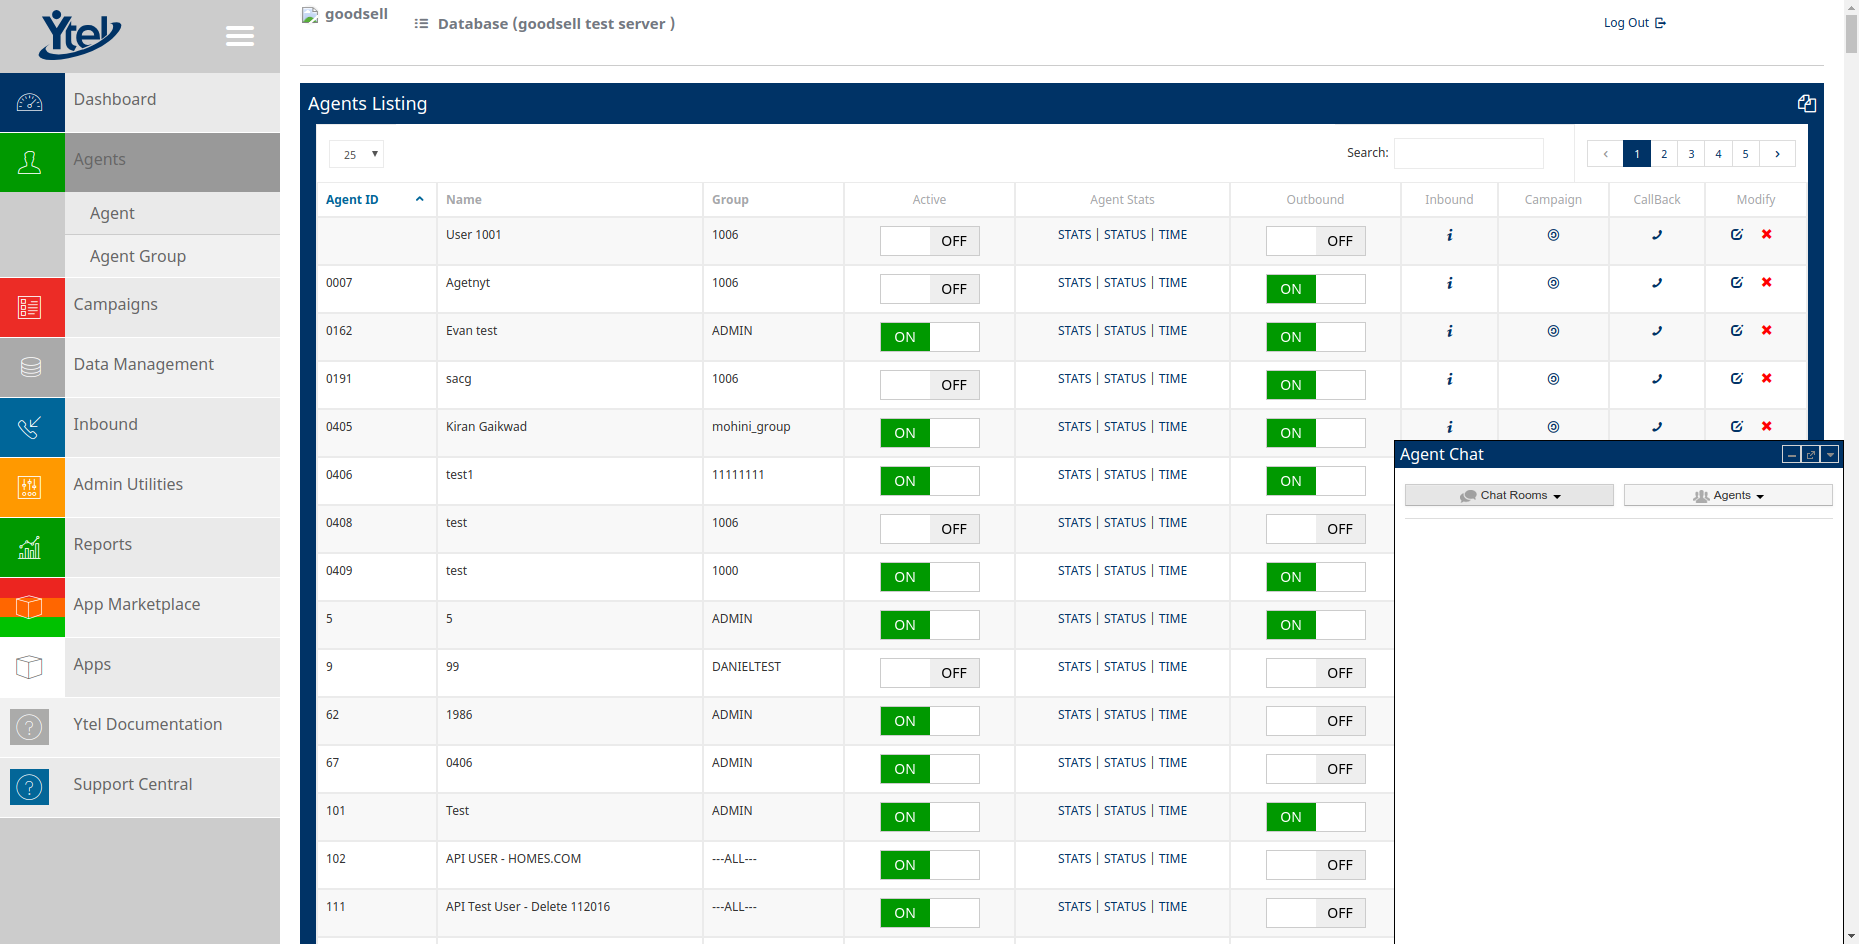 Ytel
Dashboard
Agents
Agent
Agent Group
Campaigns
Data Management
Inbound
Admin Utilities
Reports
App Marketplace
Apps
Ytel Documentation
Support Central
goodsell
Database (goodsell test server )
Log Out
Agents Listing
25
Search:
‹ 1 2 3 4 5 ›
Agent ID Name Group Active Agent Stats Outbound Inbound Campaign CallBack Modify
User 1001 1006 OFF STATS | STATUS | TIME OFF
0007 Agetnyt 1006 OFF STATS | STATUS | TIME ON
0162 Evan test ADMIN ON STATS | STATUS | TIME ON
0191 sacg 1006 OFF STATS | STATUS | TIME ON
0405 Kiran Gaikwad mohini_group ON STATS | STATUS | TIME ON
0406 test1 11111111 ON STATS | STATUS | TIME ON
0408 test 1006 OFF STATS | STATUS | TIME OFF
0409 test 1000 ON STATS | STATUS | TIME ON
5 5 ADMIN ON STATS | STATUS | TIME ON
9 99 DANIELTEST OFF STATS | STATUS | TIME OFF
62 1986 ADMIN ON STATS | STATUS | TIME OFF
67 0406 ADMIN ON STATS | STATUS | TIME OFF
101 Test ADMIN ON STATS | STATUS | TIME ON
102 API USER - HOMES.COM ---ALL--- ON STATS | STATUS | TIME OFF
111 API Test User - Delete 112016 ---ALL--- ON STATS | STATUS | TIME OFF
Agent Chat
Chat Rooms
Agents